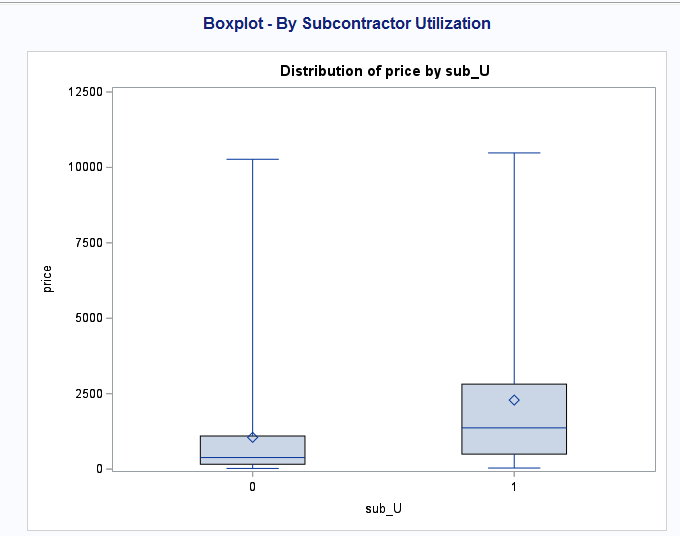 Boxplot - By Subcontractor Utilization
Distribution of price by sub_U
12500
10000
7500
5000
2500
0
price
0 1
sub_U